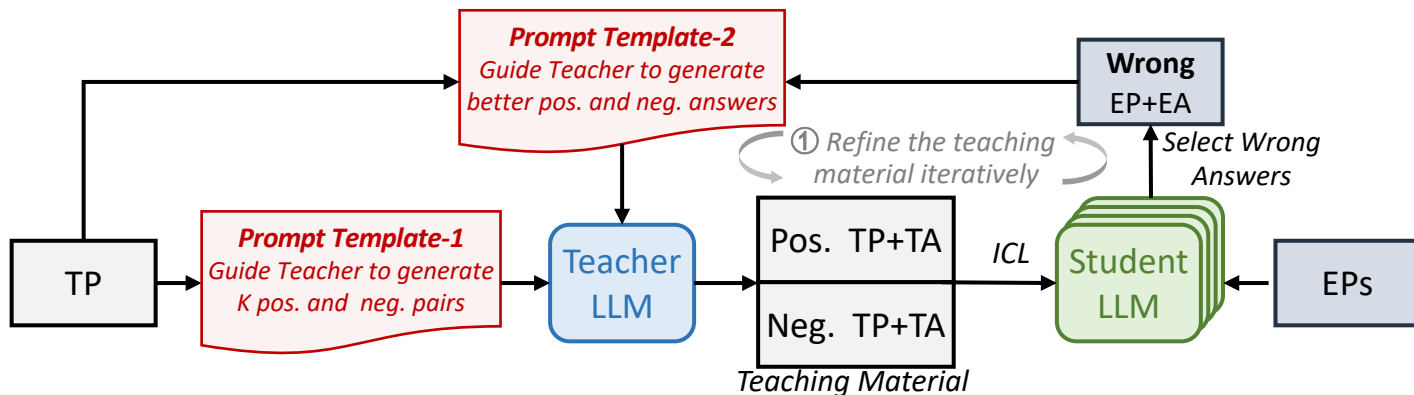 Prompt Template-2
Guide Teacher to generate
better pos. and neg. answers
Wrong
EP+EA
① Refine the teaching
material iteratively
Select Wrong
Answers
TP
Prompt Template-1
Guide Teacher to generate
K pos. and neg. pairs
Teacher
LLM
Pos. TP+TA
Neg. TP+TA
Teaching Material
ICL
Student
LLM
EPs